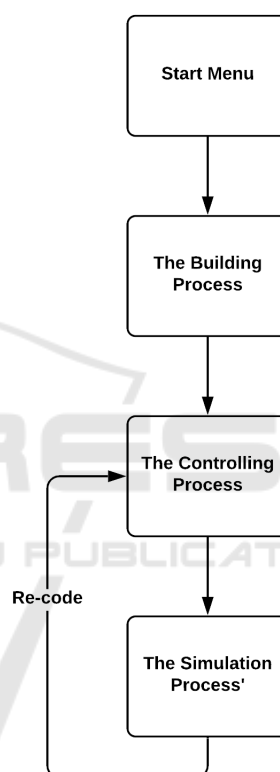 Start Menu
The Building
Process
The Controlling
Process
Re-code
The Simulation
Process'